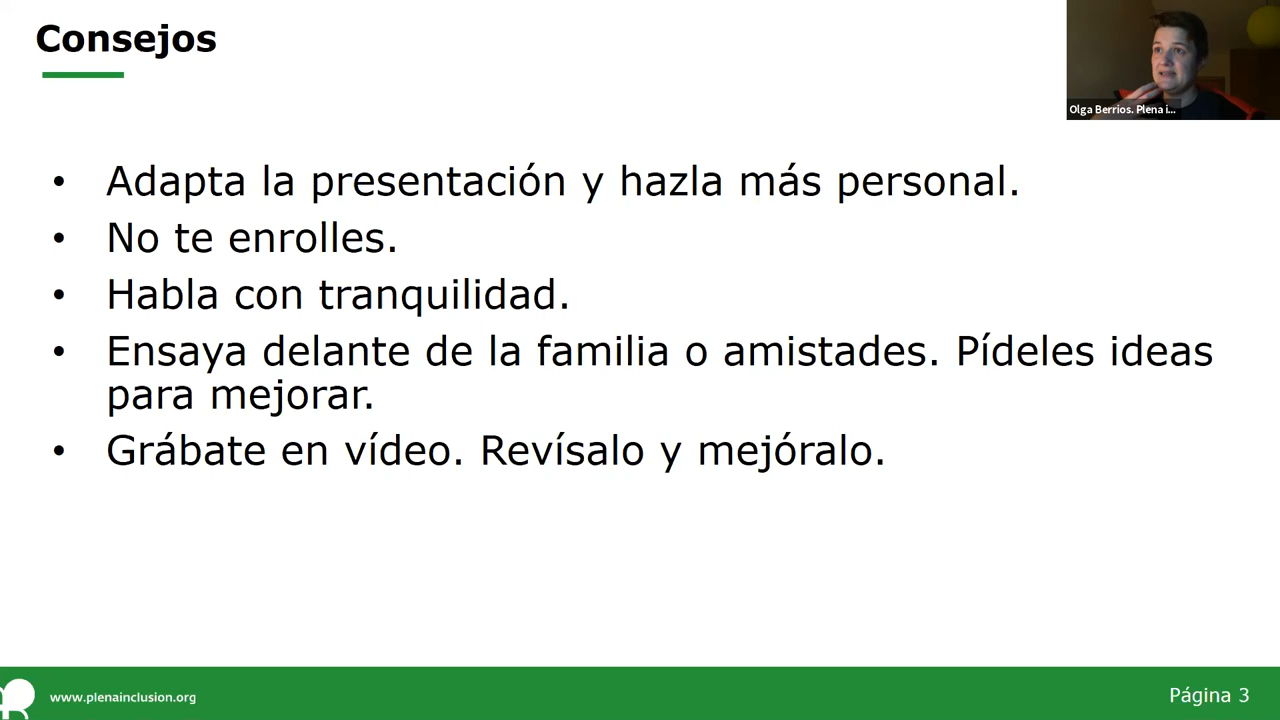 Consejos
Olga Berrios. Plena i...
• Adapta la presentación y hazla más personal.
• No te enrolles.
• Habla con tranquilidad.
• Ensaya delante de la familia o amistades. Pídeles ideas
para mejorar.
• Grábate en vídeo. Revísalo y mejóralo.
www.plenainclusion.org
Página 3